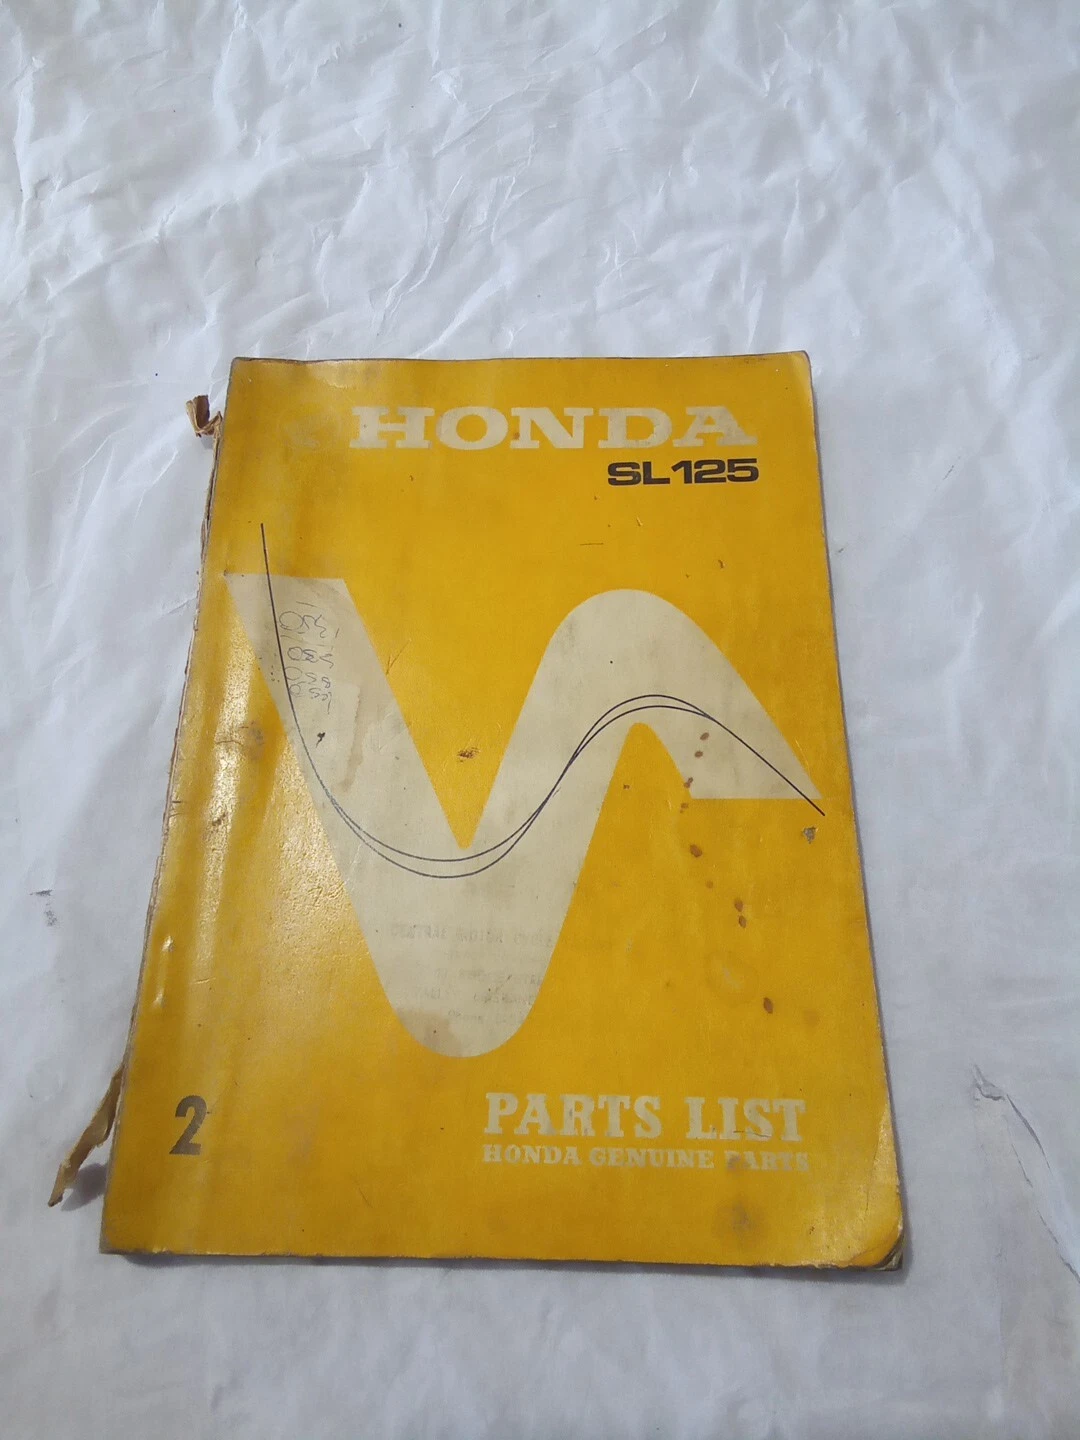 HONDA
SL125
2
PARTS LIST
HONDA GENUINE PARTS